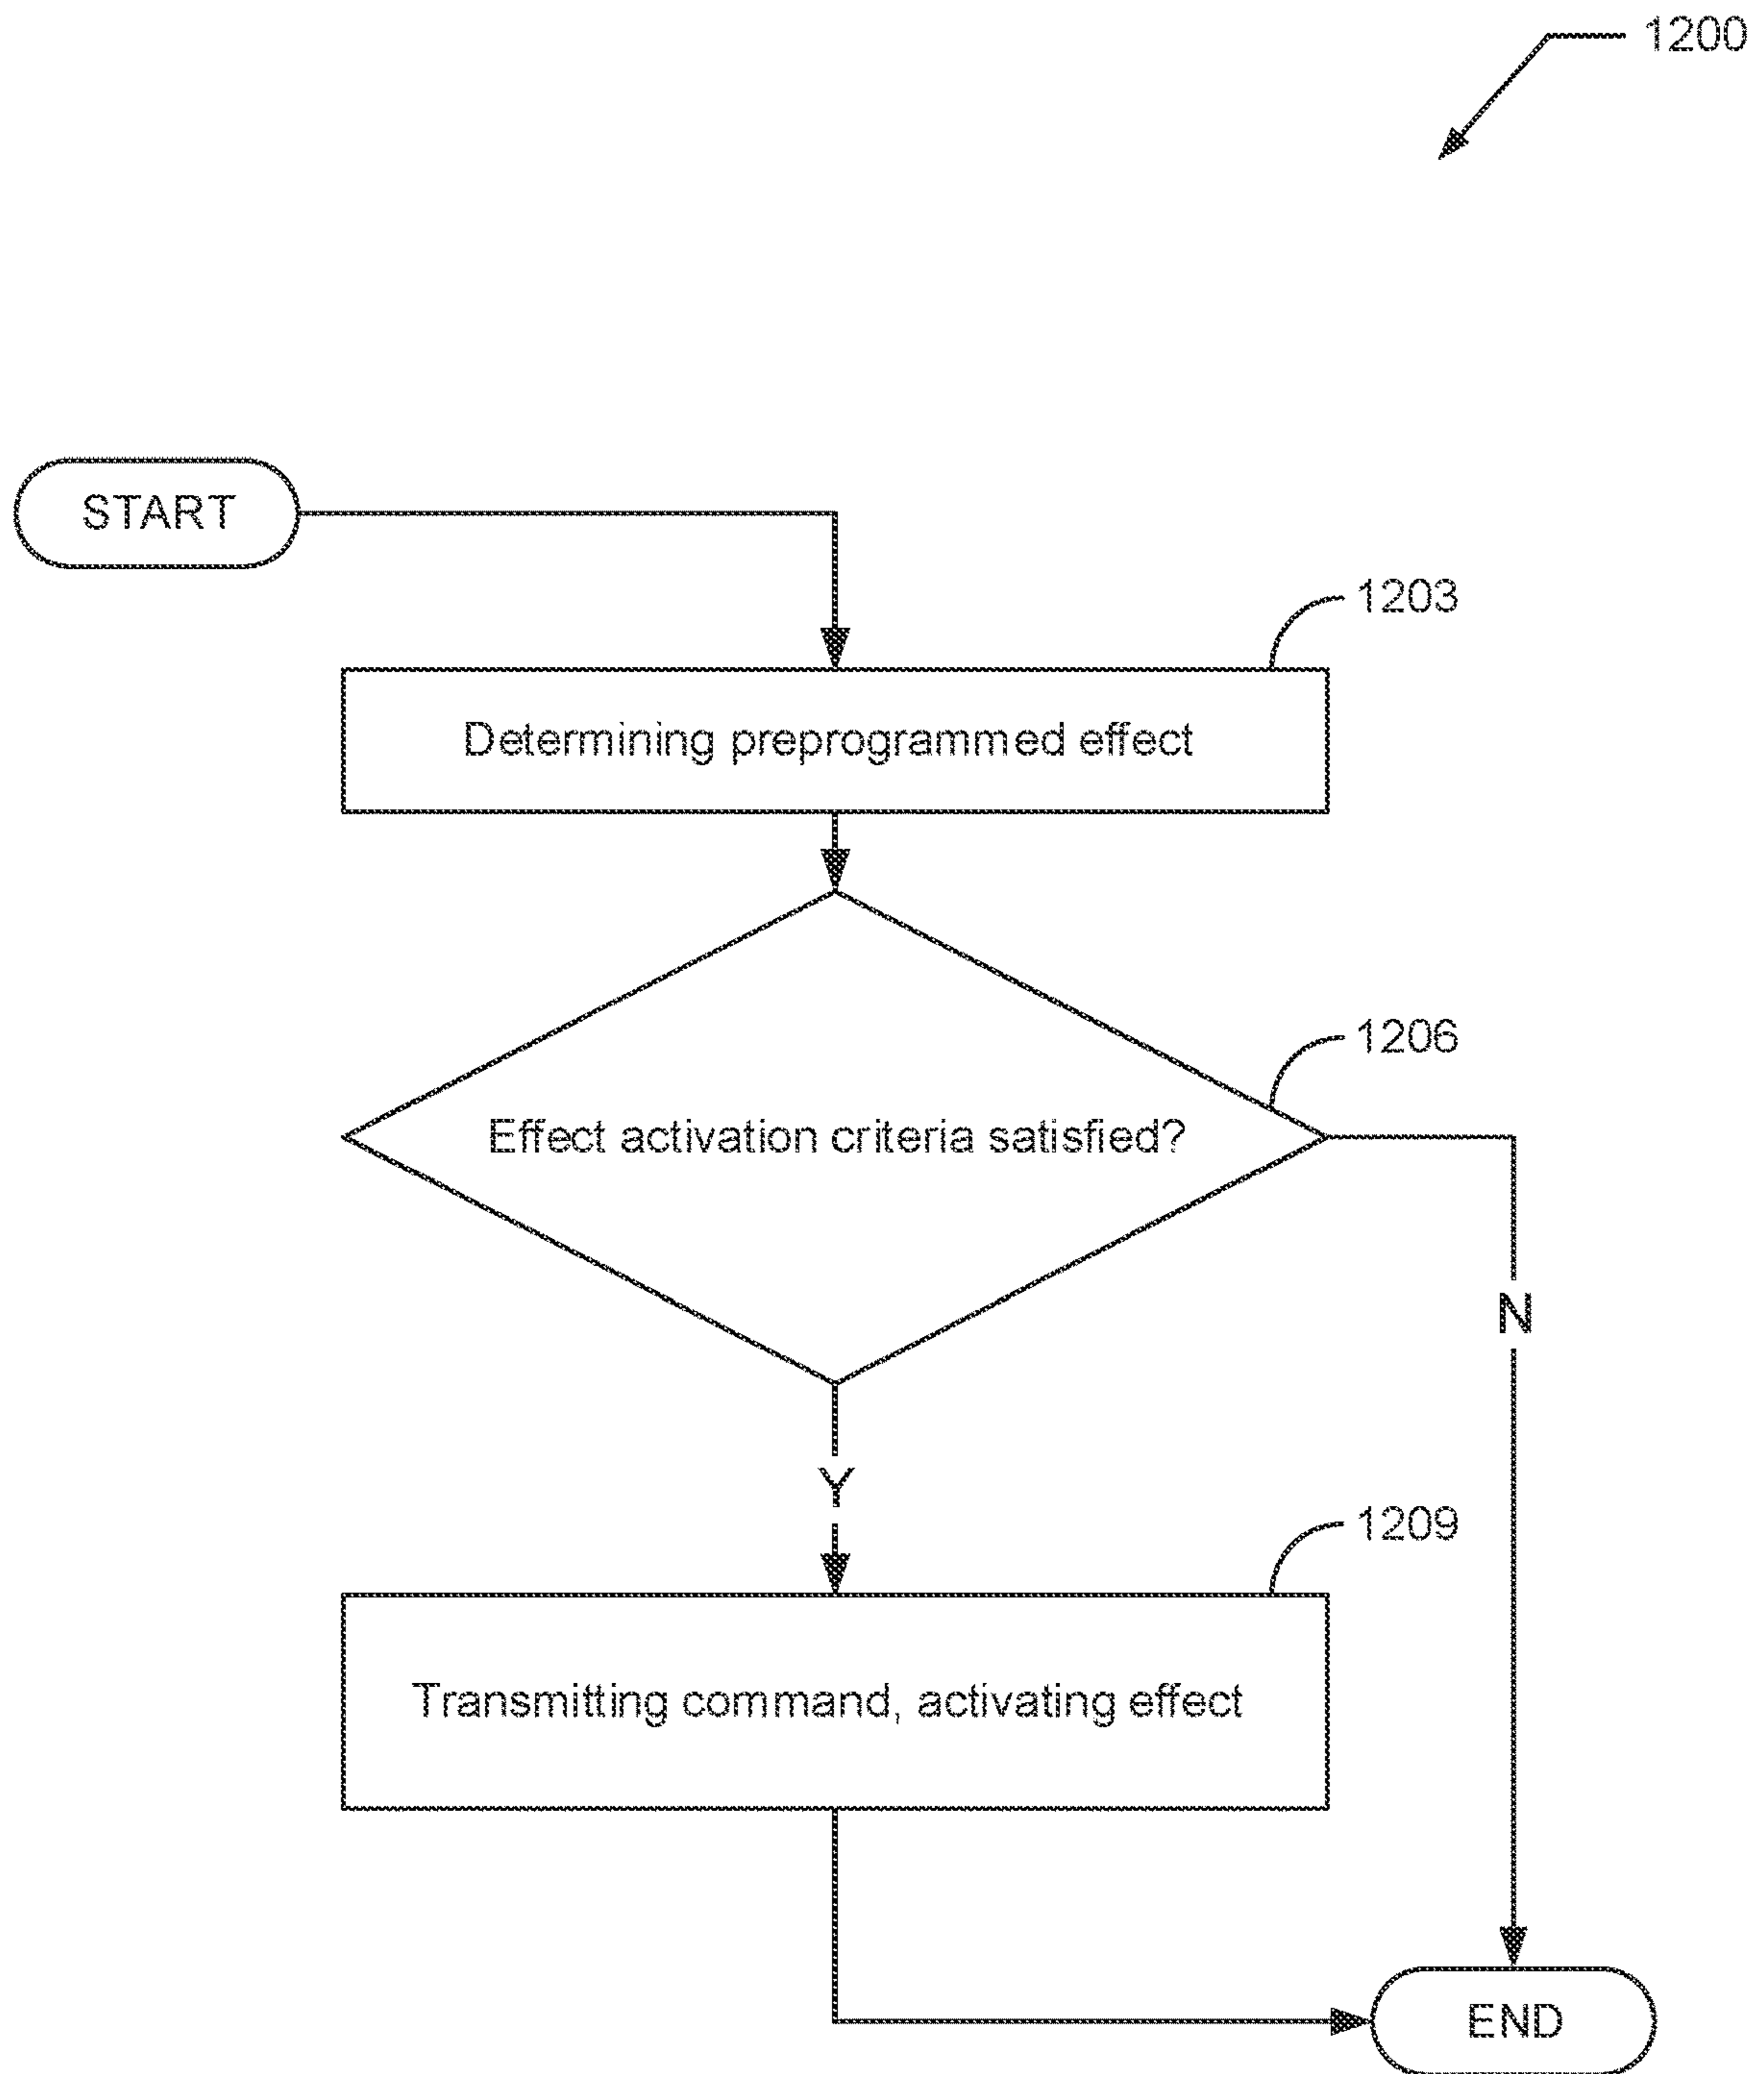 1200
START
1203
Determining preprogrammed effect
1206
Effect activation criteria satisfied?
N
Y
1209
Transmitting command, activating effect
END